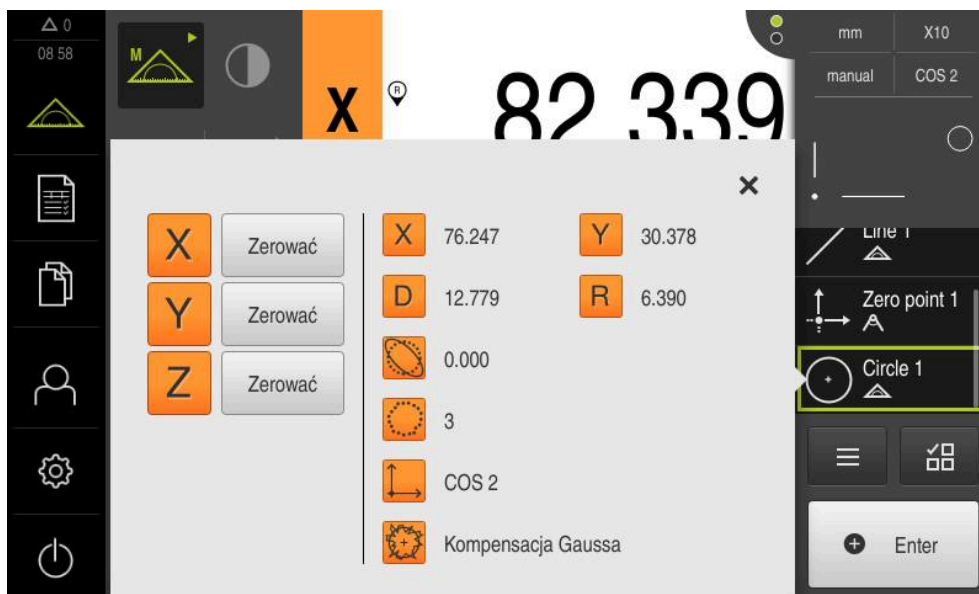 0
08 58
M
X
R
82.339
mm X10
manual COS 2
X Zerować
Y Zerować
Z Zerować
X 76.247 Y 30.378
D 12.779 R 6.390
0.000
3
COS 2
Kompensacja Gaussa
Line 1
Zero point 1
Circle 1
Enter